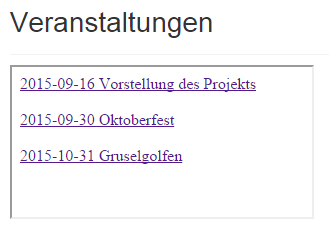 Veranstaltungen
2015-09-16 Vorstellung des Projekts
2015-09-30 Oktoberfest
2015-10-31 Gruselgolfen